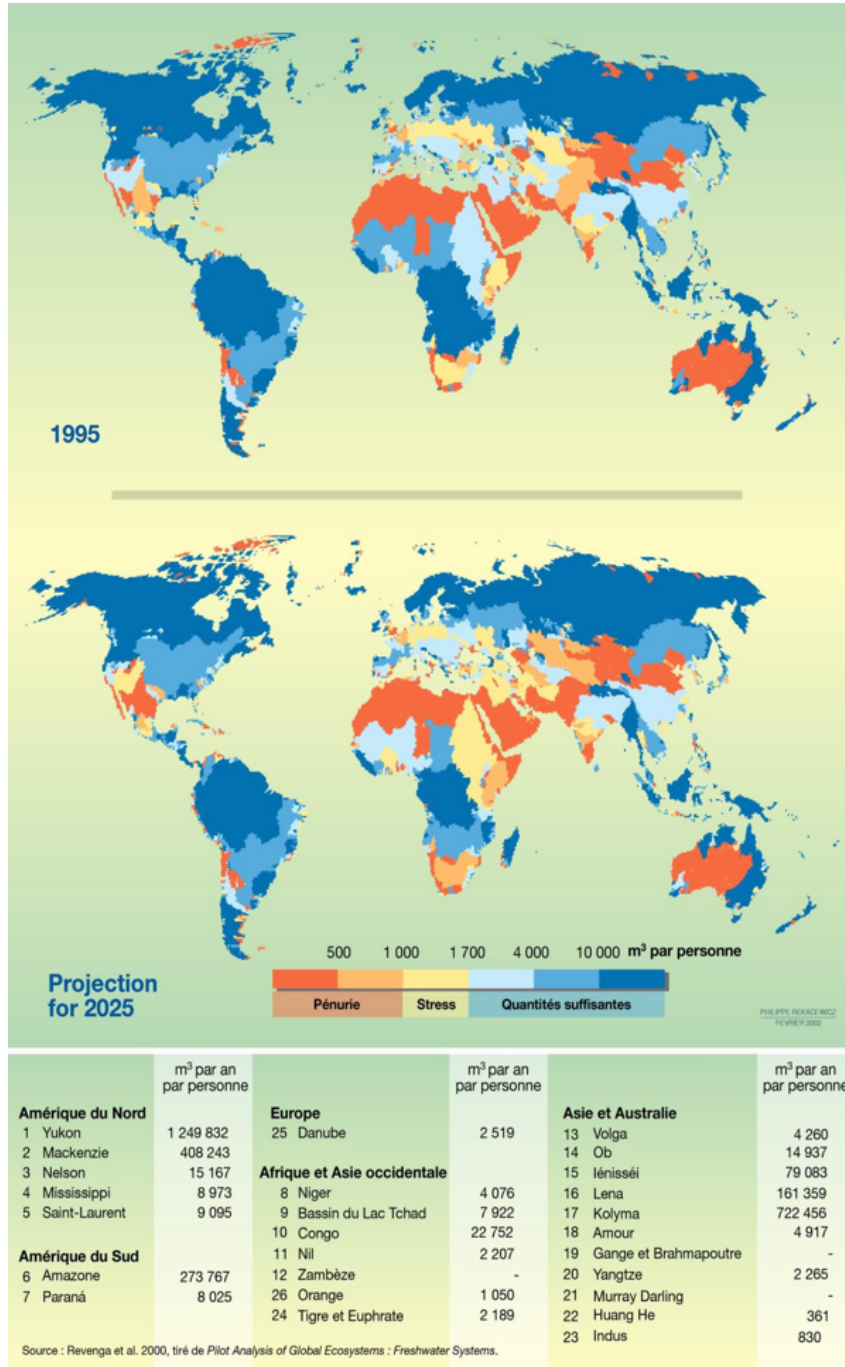 1995
Projection
for 2025
500 1 000 1 700 4 000 10 000 m³ par personne
Pénurie Stress Quantités suffisantes
PHILIPPE REKACEWICZ
FÉVRIER 2002
m³ par an
par personne
Amérique du Nord
1 Yukon 1 249 832
2 Mackenzie 408 243
3 Nelson 15 167
4 Mississippi 8 973
5 Saint-Laurent 9 095
Amérique du Sud
6 Amazone 273 767
7 Paraná 8 025
m³ par an
par personne
Europe
25 Danube 2 519
Afrique et Asie occidentale
8 Niger 4 076
9 Bassin du Lac Tchad 7 922
10 Congo 22 752
11 Nil 2 207
12 Zambèze -
26 Orange 1 050
24 Tigre et Euphrate 2 189
m³ par an
par personne
Asie et Australie
13 Volga 4 260
14 Ob 14 937
15 Iénisséi 79 083
16 Lena 161 359
17 Kolyma 722 456
18 Amour 4 917
19 Gange et Brahmapoutre -
20 Yangtze 2 265
21 Murray Darling -
22 Huang He 361
23 Indus 830
Source : Revenga et al. 2000, tiré de Pilot Analysis of Global Ecosystems : Freshwater Systems.